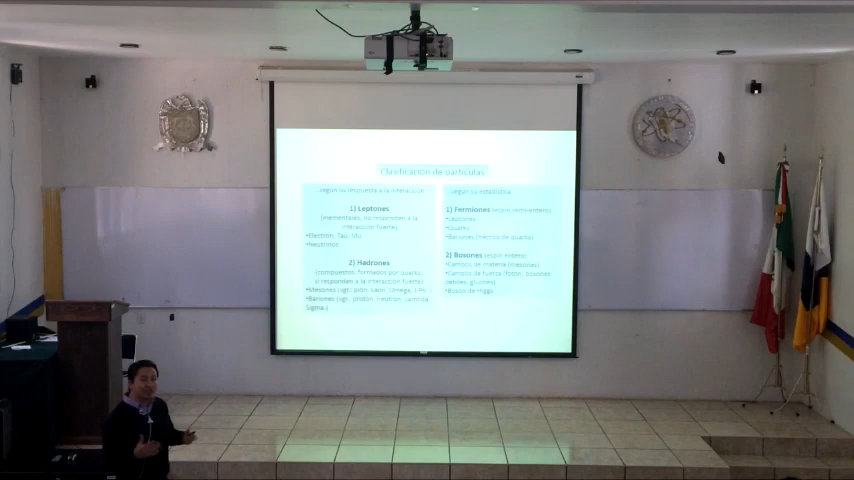 Clasificación de partículas
...según su respuesta a la interacción
1) Leptones
(elementales, no responden a la
interacción fuerte)
•Electrón, Tau, Mu
•Neutrinos
2) Hadrones
(compuestos, formados por quarks,
sí responden a la interacción fuerte)
•Mesones (vgr. pión, kaón, Omega,
•Bariones (vgr. protón, neutrón, Lambda,
Sigma,)
...según su estadística
1) Fermiones (espín semi-entero)
•Leptones
•Quarks
•Bariones (hechos de quarks)
2) Bosones (espín entero)
•Campos de materia (mesones)
•Campos de fuerza (fotón, bosones
débiles, gluones)
•Bosón de Higgs